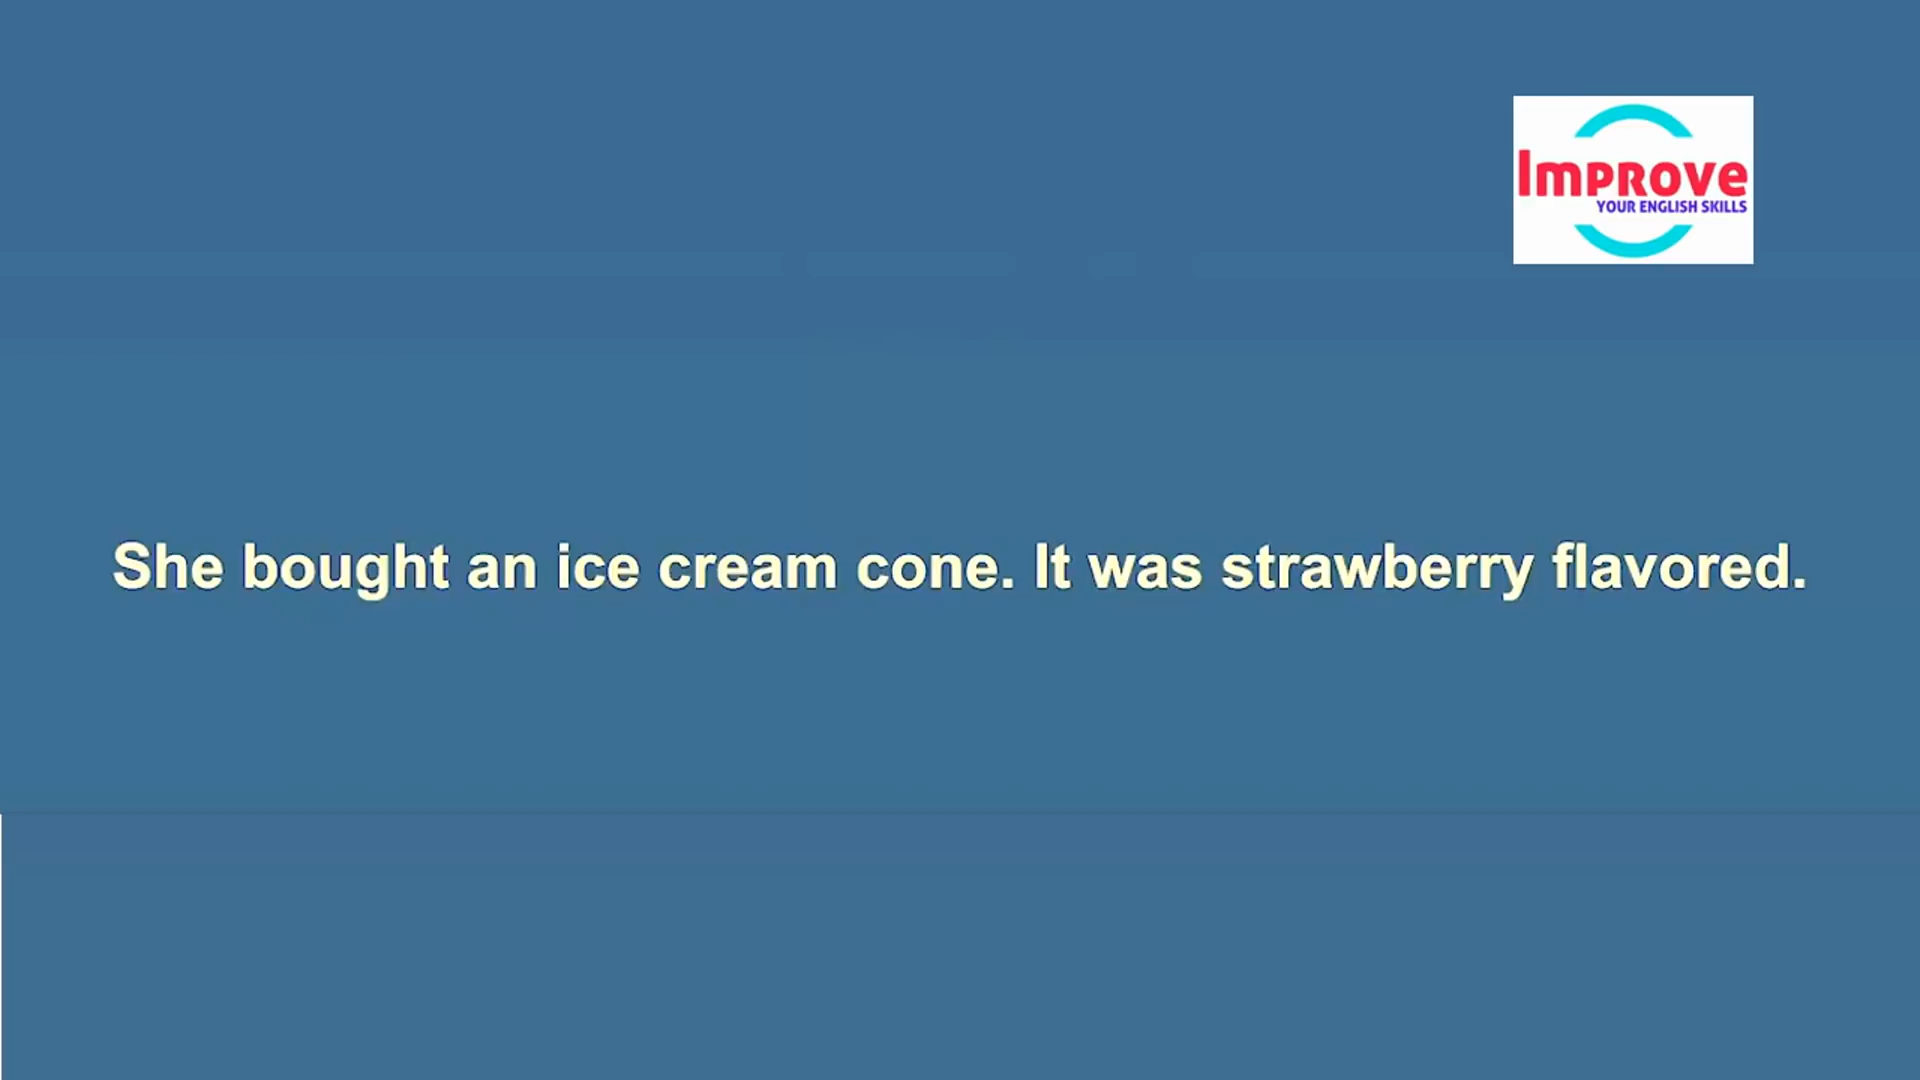 Improve
YOUR ENGLISH SKILLS
She bought an ice cream cone. It was strawberry flavored.